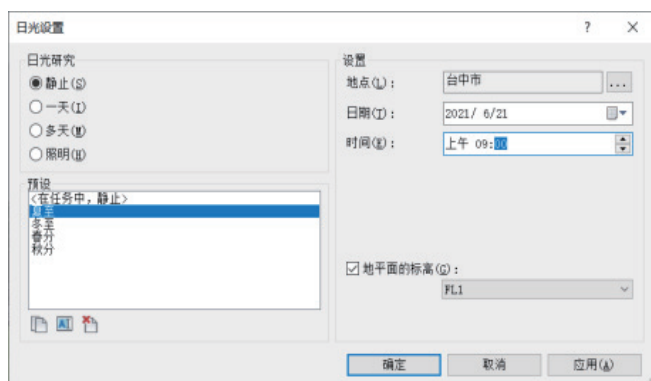 日光设置
日光研究
静止(S)
一天(I)
多天(M)
照明(H)
预设
<在任务中，静止>
夏至
冬至
春分
秋分
设置
地点(L)：
台中市
...
日期(T)：
2021/ 6/21
时间(E)：
上午 09:00
地平面的标高(G)：
FL1
确定
取消
应用(A)